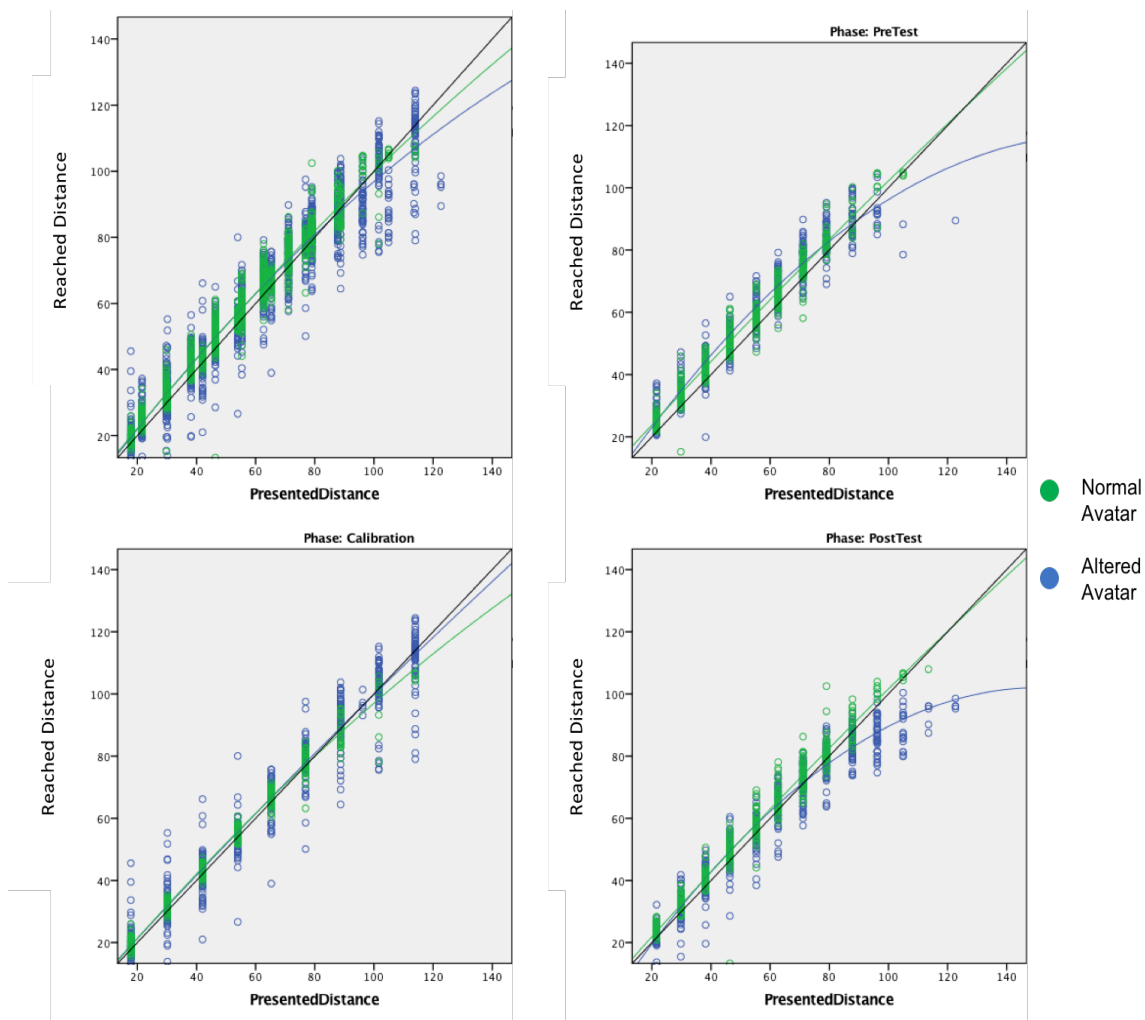 Phase: PreTest
140
120
100
80
60
40
20
Reached Distance
20 40 60 80 100 120 140
PresentedDistance
140
120
100
80
60
40
20
Reached Distance
20 40 60 80 100 120 140
PresentedDistance
Normal
Avatar
Altered
Avatar
Phase: Calibration
140
120
100
80
60
40
20
Reached Distance
20 40 60 80 100 120 140
PresentedDistance
Phase: PostTest
140
120
100
80
60
40
20
Reached Distance
20 40 60 80 100 120 140
PresentedDistance